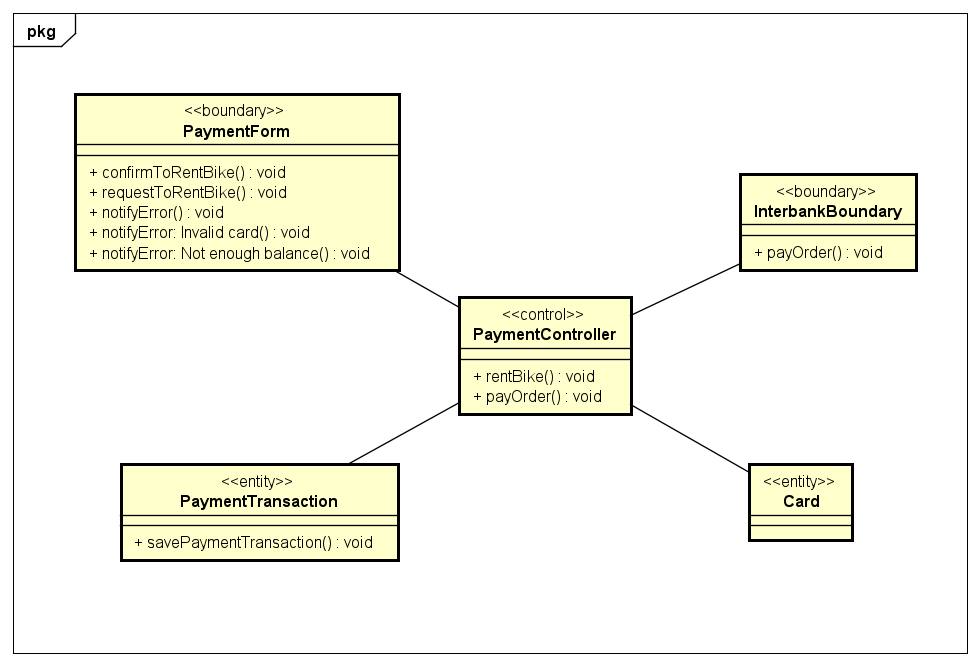 pkg
<<boundary>>
PaymentForm
+ confirmToRentBike() : void
+ requestToRentBike() : void
+ notifyError() : void
+ notifyError: Invalid card() : void
+ notifyError: Not enough balance() : void
<<boundary>>
InterbankBoundary
+ payOrder() : void
<<control>>
PaymentController
+ rentBike() : void
+ payOrder() : void
<<entity>>
PaymentTransaction
+ savePaymentTransaction() : void
<<entity>>
Card